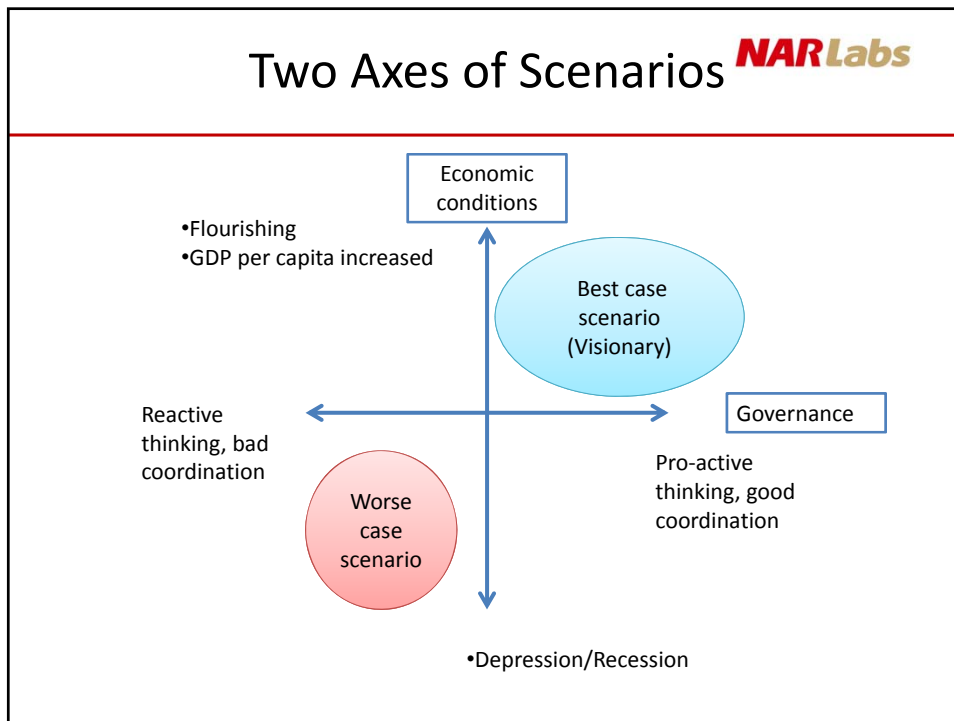 Two Axes of Scenarios
NARLabs
Economic
conditions
•Flourishing
•GDP per capita increased
Best case
scenario
(Visionary)
Reactive
thinking, bad
coordination
Governance
Pro-active
thinking, good
coordination
Worse
case
scenario
•Depression/Recession